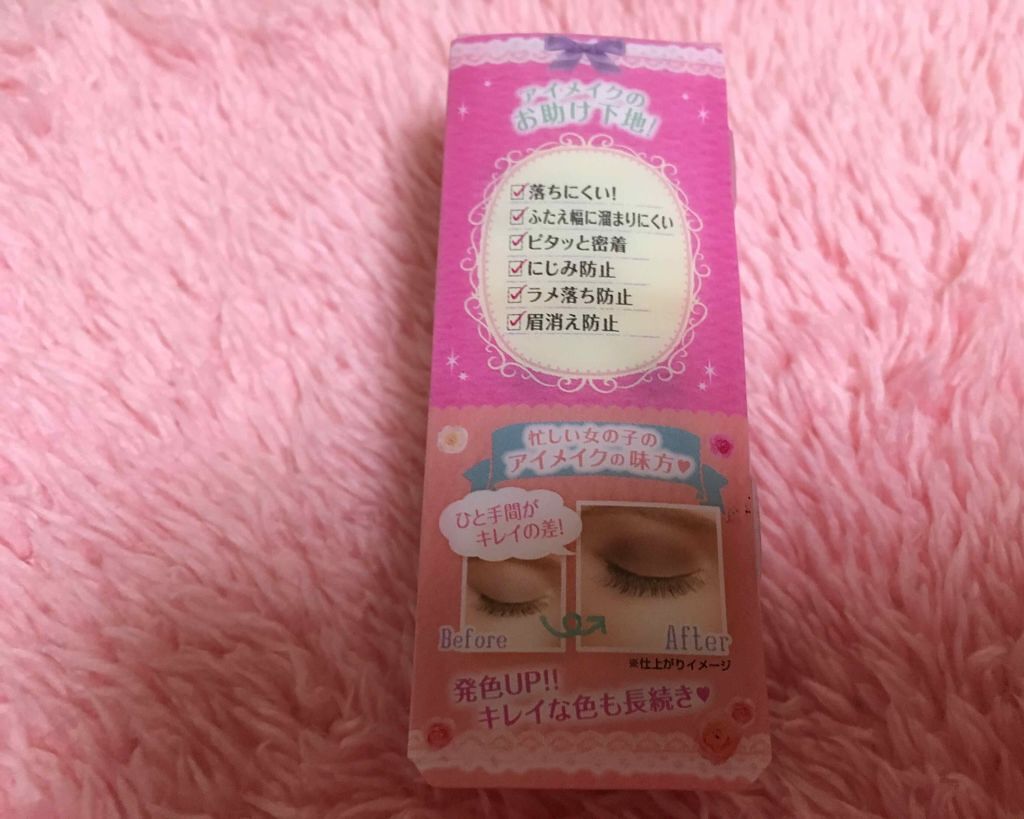 アイメイクの
お助け下地!
落ちにくい!
ふたえ幅に溜まりにくい
ピタッと密着
にじみ防止
ラメ落ち防止
眉消え防止
忙しい女の子の
アイメイクの味方♥
ひと手間が
キレイの差!
Before
After
※仕上がりイメージ
発色UP!!
キレイな色も長続き♥